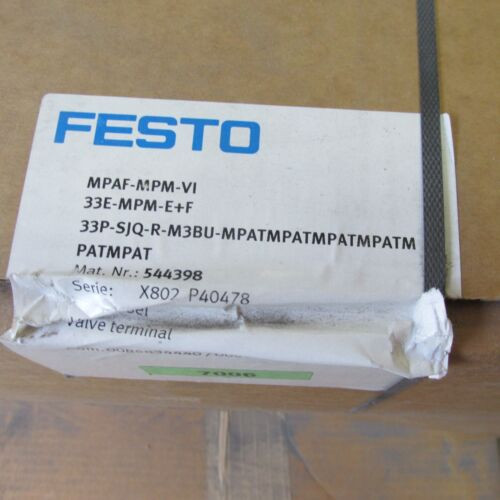 FESTO
MPAF-MPM-VI
33E-MPM-E+F
33P-SJQ-R-M3BU-MPATMPATMPATMPATM
PATMPAT
Mat. Nr.: 544398
Serie: X802 P40478
Valve terminal
7006